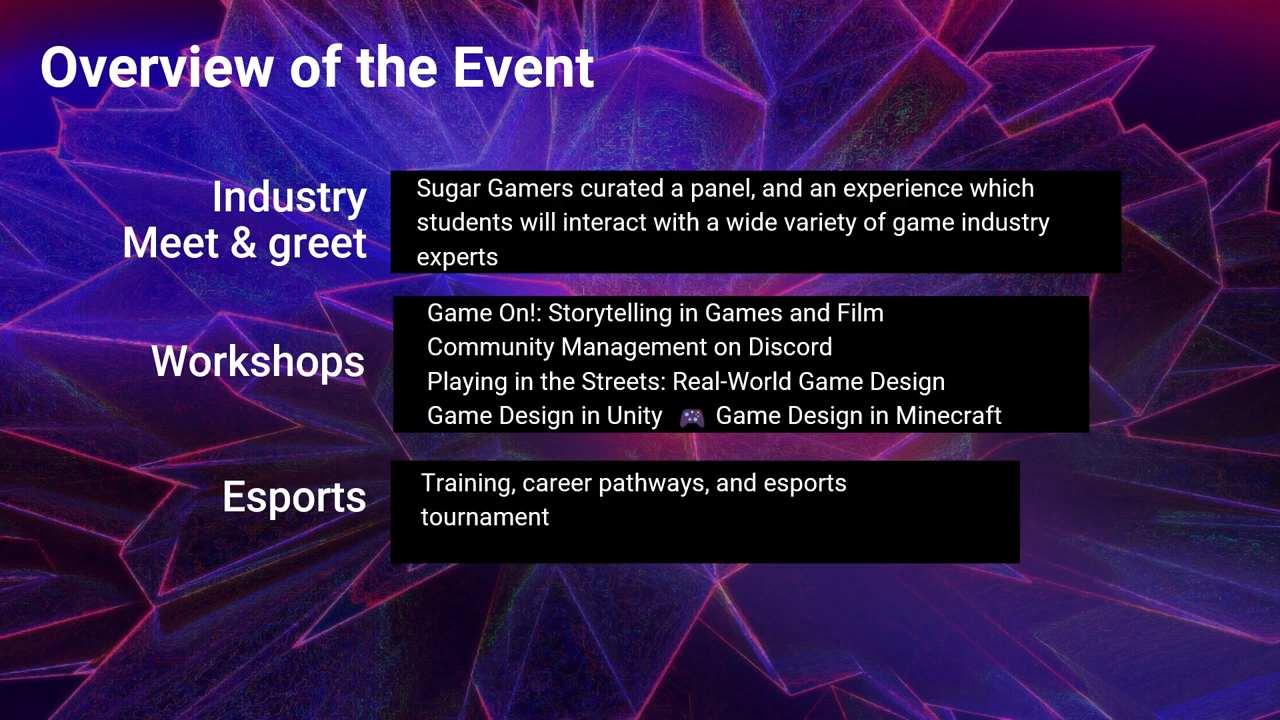 Overview of the Event
Industry
Meet & greet
Sugar Gamers curated a panel, and an experience which
students will interact with a wide variety of game industry
experts
Workshops
Game On!: Storytelling in Games and Film
Community Management on Discord
Playing in the Streets: Real-World Game Design
Game Design in Unity 🎮 Game Design in Minecraft
Esports
Training, career pathways, and esports
tournament